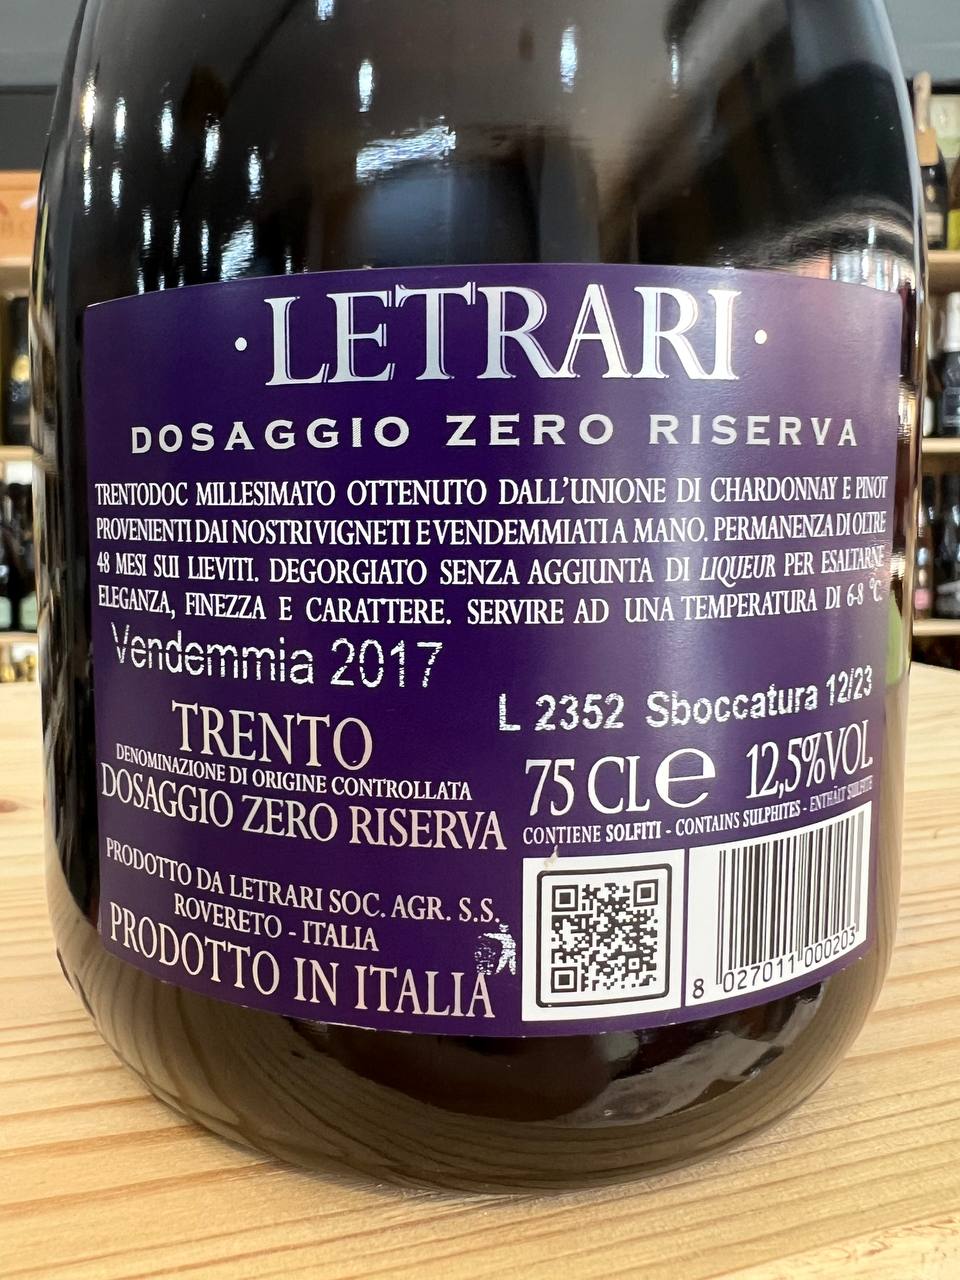 · LETRARI ·
DOSAGGIO ZERO RISERVA
TRENTODOC MILLESIMATO OTTENUTO DALL'UNIONE DI CHARDONNAY E PINOT
PROVENIENTI DAI NOSTRI VIGNETI E VENDEMMIATI A MANO. PERMANENZA DI OLTRE
48 MESI SUI LIEVITI. DEGORGIATO SENZA AGGIUNTA DI LIQUEUR PER ESALTARNE
ELEGANZA, FINEZZA E CARATTERE. SERVIRE AD UNA TEMPERATURA DI 6-8 °C.
Vendemmia 2017
L 2352 Sboccatura 12/23
TRENTO
DENOMINAZIONE DI ORIGINE CONTROLLATA
DOSAGGIO ZERO RISERVA
75 CL e 12,5%VOL
CONTIENE SOLFITI - CONTAINS SULPHITES - ENTHÄLT SULFITE
PRODOTTO DA LETRARI SOC. AGR. S.S.
ROVERETO - ITALIA
PRODOTTO IN ITALIA
8 027011 000203